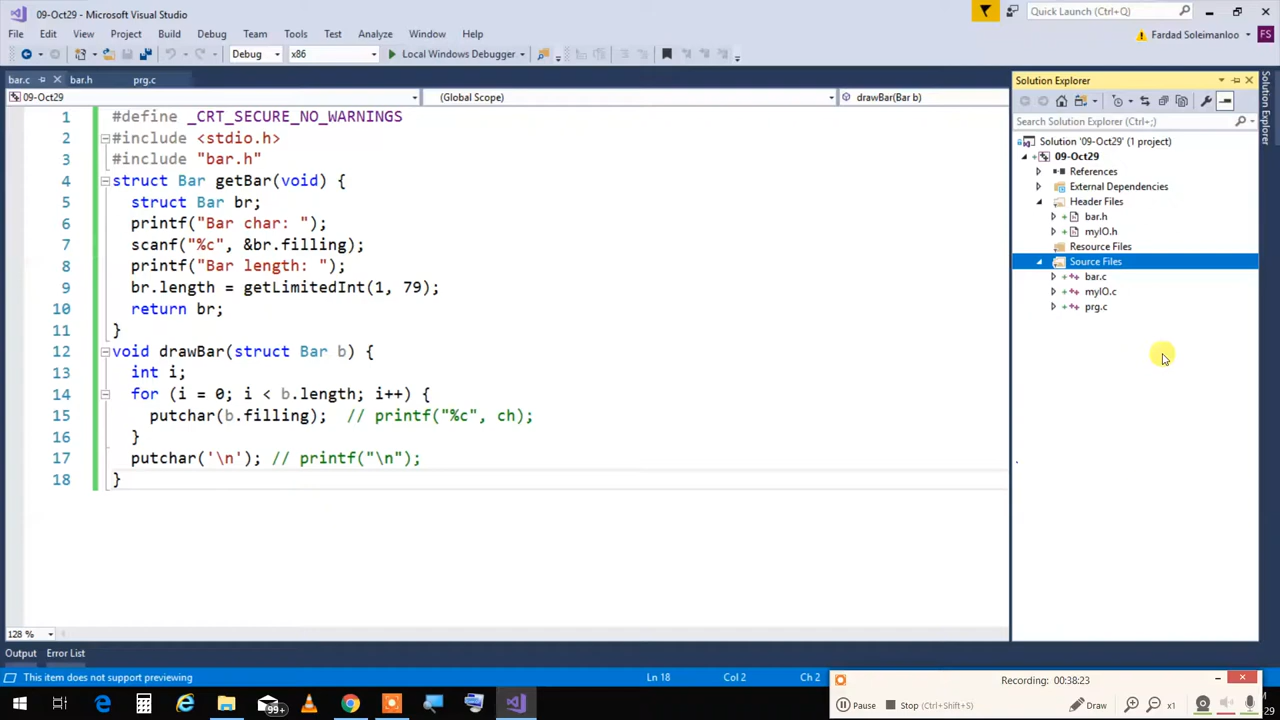 09-Oct29 - Microsoft Visual Studio
Quick Launch (Ctrl+Q)
File Edit View Project Build Debug Team Tools Test Analyze Window Help
Fardad Soleimanloo FS
Debug x86 Local Windows Debugger
bar.c bar.h prg.c
09-Oct29 (Global Scope) drawBar(Bar b)
1 #define _CRT_SECURE_NO_WARNINGS
2 #include <stdio.h>
3 #include "bar.h"
4 struct Bar getBar(void) {
5 struct Bar br;
6 printf("Bar char: ");
7 scanf("%c", &br.filling);
8 printf("Bar length: ");
9 br.length = getLimitedInt(1, 79);
10 return br;
11 }
12 void drawBar(struct Bar b) {
13 int i;
14 for (i = 0; i < b.length; i++) {
15 putchar(b.filling); // printf("%c", ch);
16 }
17 putchar('\n'); // printf("\n");
18 }
128 %
Solution Explorer
Search Solution Explorer (Ctrl+;)
Solution '09-Oct29' (1 project)
09-Oct29
References
External Dependencies
Header Files
bar.h
myIO.h
Resource Files
Source Files
bar.c
myIO.c
prg.c
Solution Explorer
Output Error List
This item does not support previewing Ln 18 Col 2
Recording: 00:38:23
Pause Stop (Ctrl+Shift+S) Draw x1
99+